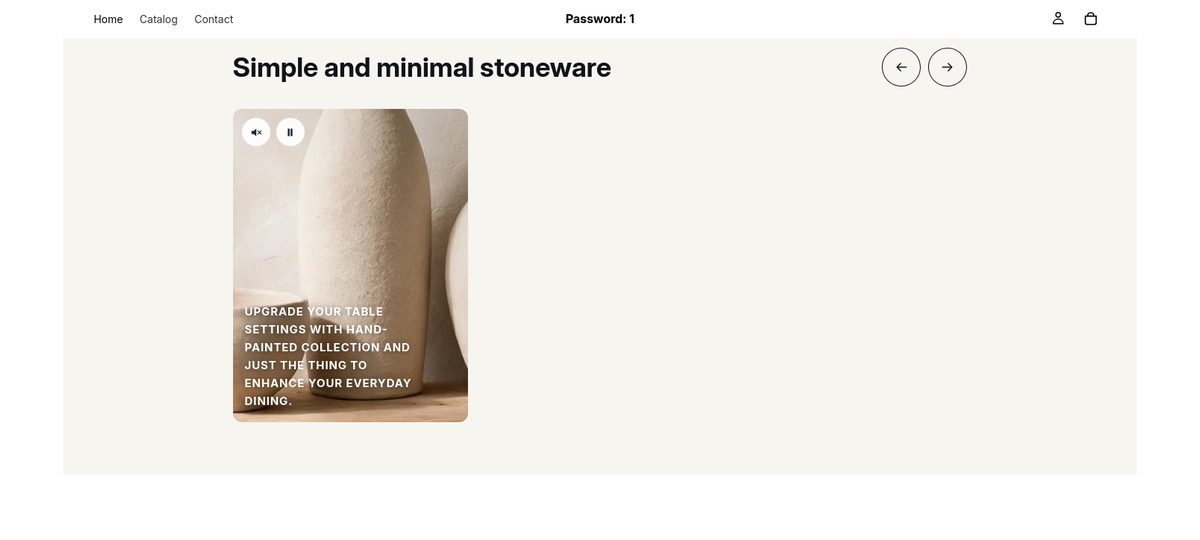 Home Catalog Contact Password: 1
Simple and minimal stoneware
UPGRADE YOUR TABLE
SETTINGS WITH HAND-
PAINTED COLLECTION AND
JUST THE THING TO
ENHANCE YOUR EVERYDAY
DINING.